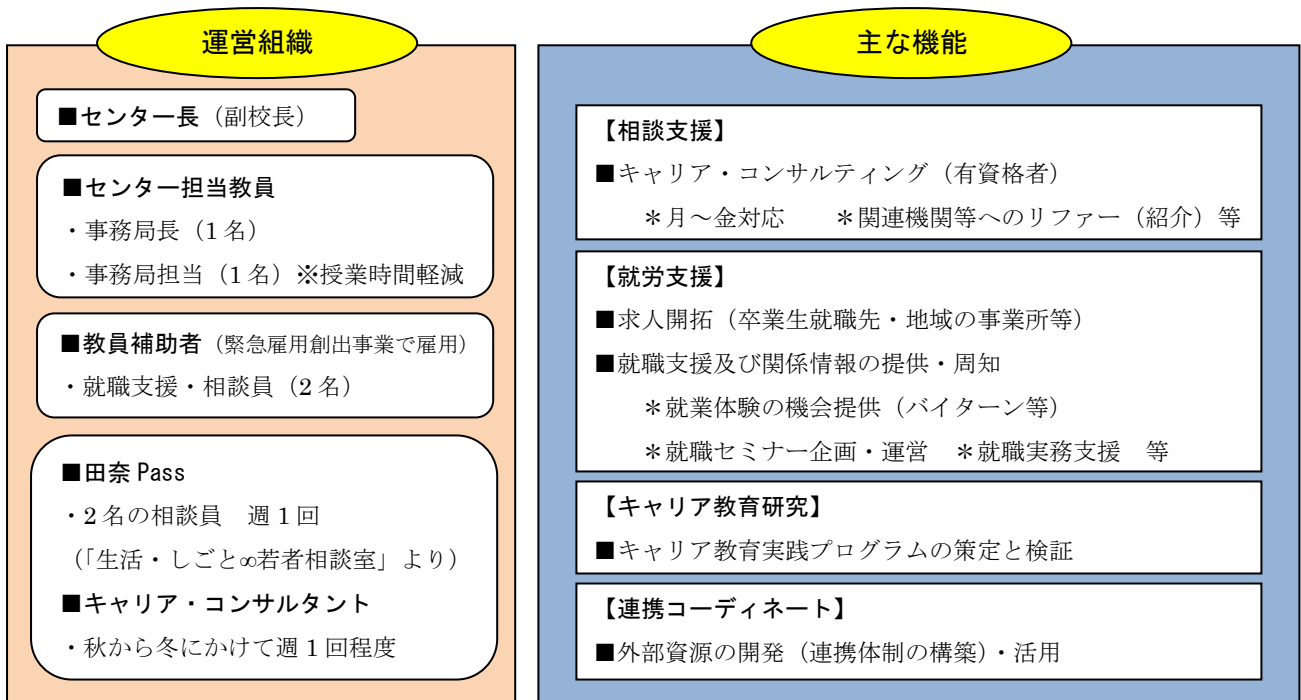 運営組織
■センター長（副校長）
■センター担当教員
・事務局長（1名）
・事務局担当（1名）※授業時間軽減
■教員補助者（緊急雇用創出事業で雇用）
・就職支援・相談員（2名）
■田奈 Pass
・2名の相談員　週1回
（「生活・しごと∞若者相談室」より）
■キャリア・コンサルタント
・秋から冬にかけて週1回程度
主な機能
【相談支援】
■キャリア・コンサルティング（有資格者）
＊月～金対応　＊関連機関等へのリファー（紹介）等
【就労支援】
■求人開拓（卒業生就職先・地域の事業所等）
■就職支援及び関係情報の提供・周知
＊就業体験の機会提供（バイターン等）
＊就職セミナー企画・運営　＊就職実務支援　等
【キャリア教育研究】
■キャリア教育実践プログラムの策定と検証
【連携コーディネート】
■外部資源の開発（連携体制の構築）・活用